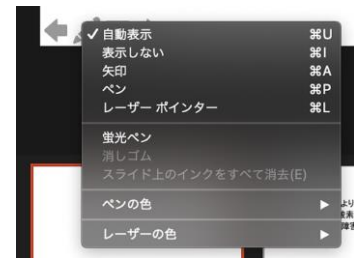 ✓ 自動表示 ⌘U
表示しない ⌘I
矢印 ⌘A
ペン ⌘P
レーザー ポインター ⌘L
蛍光ペン
消しゴム
スライド上のインクをすべて消去(E)
ペンの色 ▶
レーザーの色 ▶
より